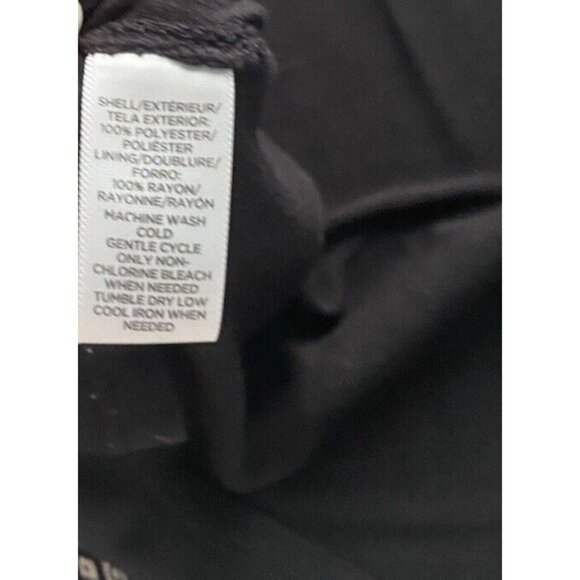 SHELL/EXTÉRIEUR/
TELA EXTERIOR:
100% POLYESTER/
POLIÉSTER
LINING/DOUBLURE/
FORRO:
100% RAYON/
RAYONNE/RAYÓN
MACHINE WASH
COLD
GENTLE CYCLE
ONLY NON-
CHLORINE BLEACH
WHEN NEEDED
TUMBLE DRY LOW
COOL IRON WHEN
NEEDED